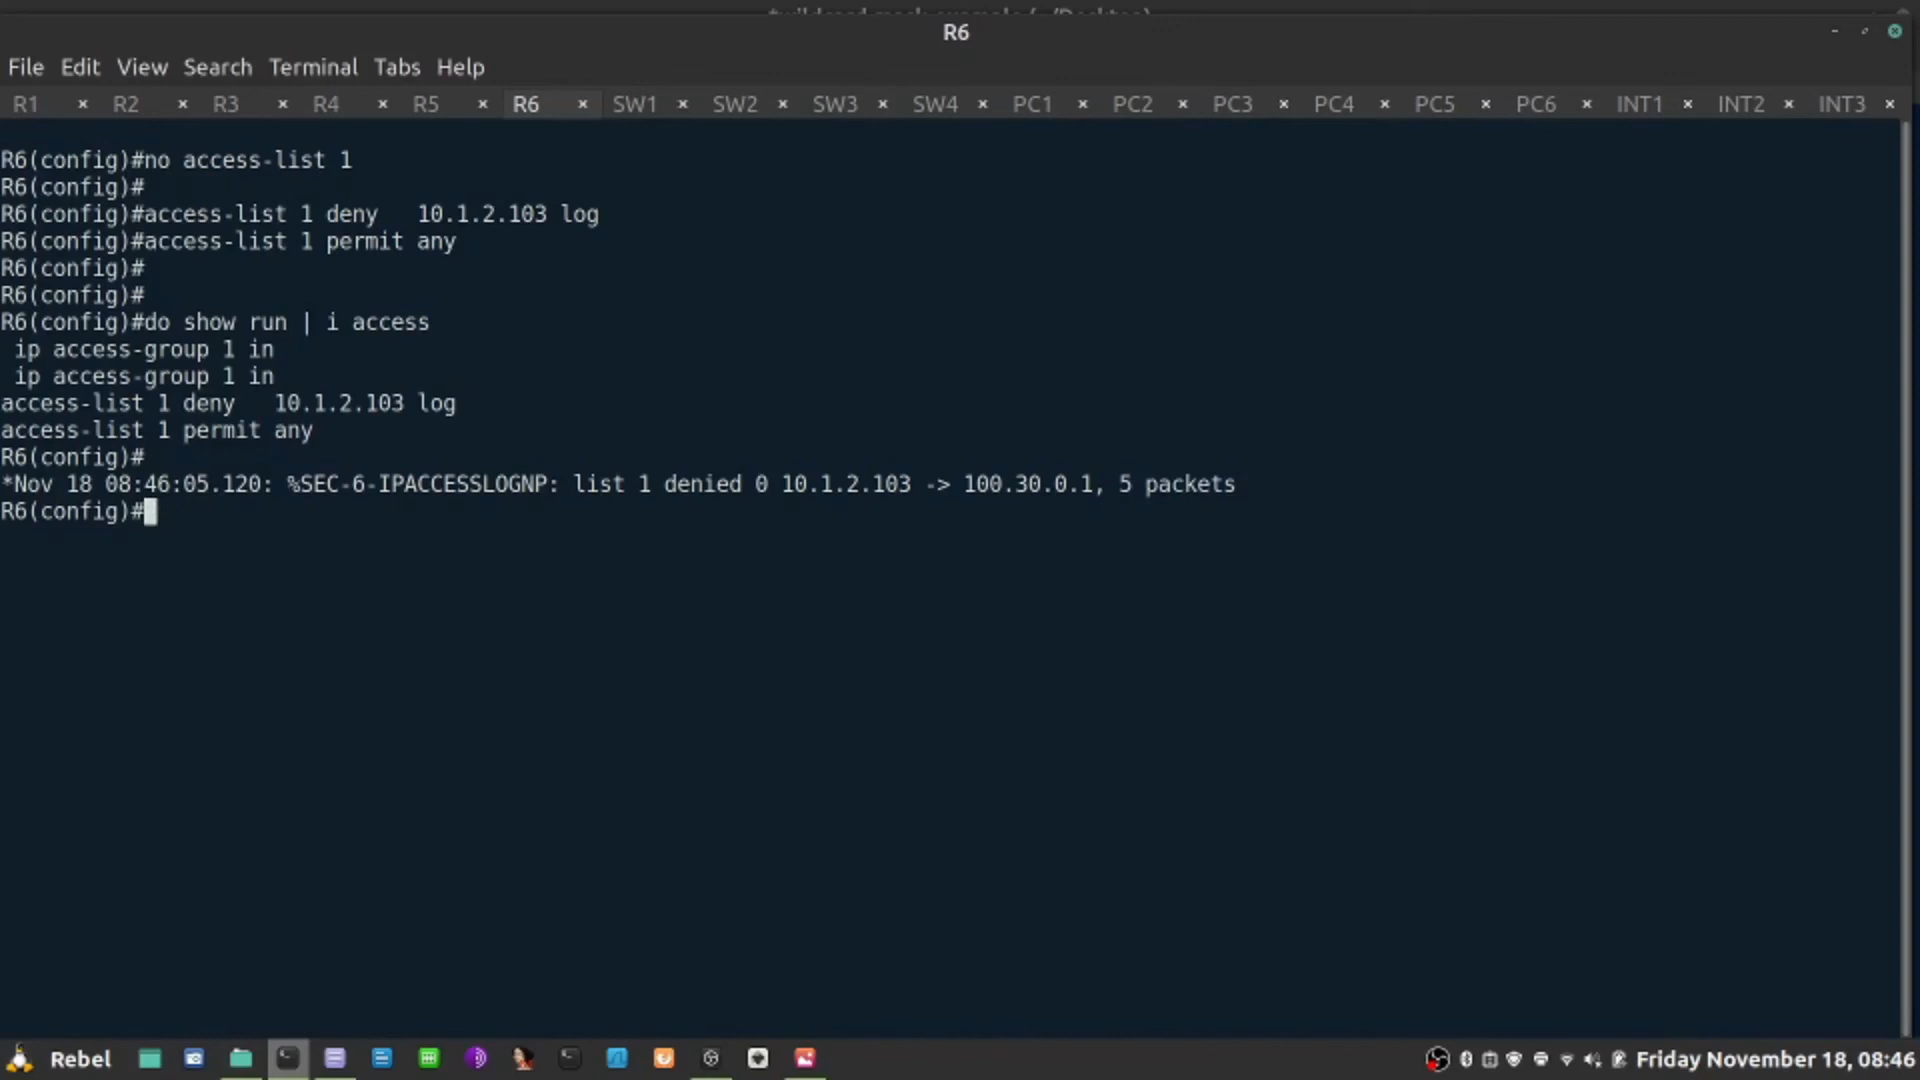 R6
File Edit View Search Terminal Tabs Help
R1 × R2 × R3 × R4 × R5 × R6 × SW1 × SW2 × SW3 × SW4 × PC1 × PC2 × PC3 × PC4 × PC5 × PC6 × INT1 × INT2 × INT3 ×
R6(config)#no access-list 1
R6(config)#
R6(config)#access-list 1 deny   10.1.2.103 log
R6(config)#access-list 1 permit any
R6(config)#
R6(config)#
R6(config)#do show run | i access
 ip access-group 1 in
 ip access-group 1 in
access-list 1 deny   10.1.2.103 log
access-list 1 permit any
R6(config)#
*Nov 18 08:46:05.120: %SEC-6-IPACCESSLOGNP: list 1 denied 0 10.1.2.103 -> 100.30.0.1, 5 packets
R6(config)#
Rebel
Friday November 18, 08:46